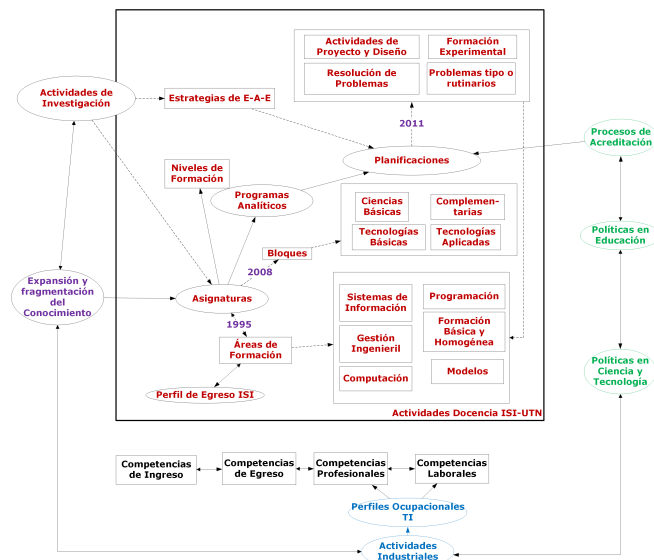 Actividades de
Proyecto y Diseño
Formación
Experimental
Resolución de
Problemas
Problemas tipo o
rutinarios
Actividades de
Investigación
Estrategias de E-A-E
2011
Procesos de
Acreditación
Planificaciones
Niveles de
Formación
Programas
Analíticos
Ciencias
Básicas
Complemen-
tarias
Tecnologías
Básicas
Tecnologías
Aplicadas
Políticas en
Educación
Bloques
2008
Expansión y
fragmentación
del
Conocimiento
Asignaturas
Sistemas de
Información
Programación
1995
Formación
Básica y
Homogénea
Gestión
Ingenieril
Áreas de
Formación
Computación
Modelos
Políticas en
Ciencia y
Tecnología
Perfil de Egreso ISI
Actividades Docencia ISI-UTN
Competencias
de Ingreso
Competencias
de Egreso
Competencias
Profesionales
Competencias
Laborales
Perfiles Ocupacionales
TI
Actividades
Industriales